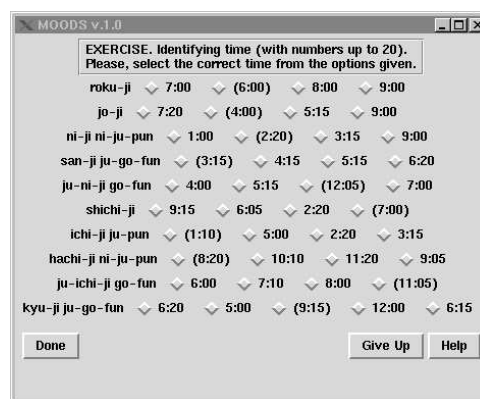 MOODS v.1.0
EXERCISE. Identifying time (with numbers up to 20).
Please, select the correct time from the options given.
roku-ji 7:00 (6:00) 8:00 9:00
jo-ji 7:20 (4:00) 5:15 9:00
ni-ji ni-ju-pun 1:00 (2:20) 3:15 9:00
san-ji ju-go-fun (3:15) 4:15 5:15 6:20
ju-ni-ji go-fun 4:00 5:15 (12:05) 7:00
shichi-ji 9:15 6:05 2:20 (7:00)
ichi-ji ju-pun (1:10) 5:00 2:20 3:15
hachi-ji ni-ju-pun (8:20) 10:10 11:20 9:05
ju-ichi-ji go-fun 6:00 7:10 8:00 (11:05)
kyu-ji ju-go-fun 6:20 5:00 (9:15) 12:00 6:15
Done Give Up Help